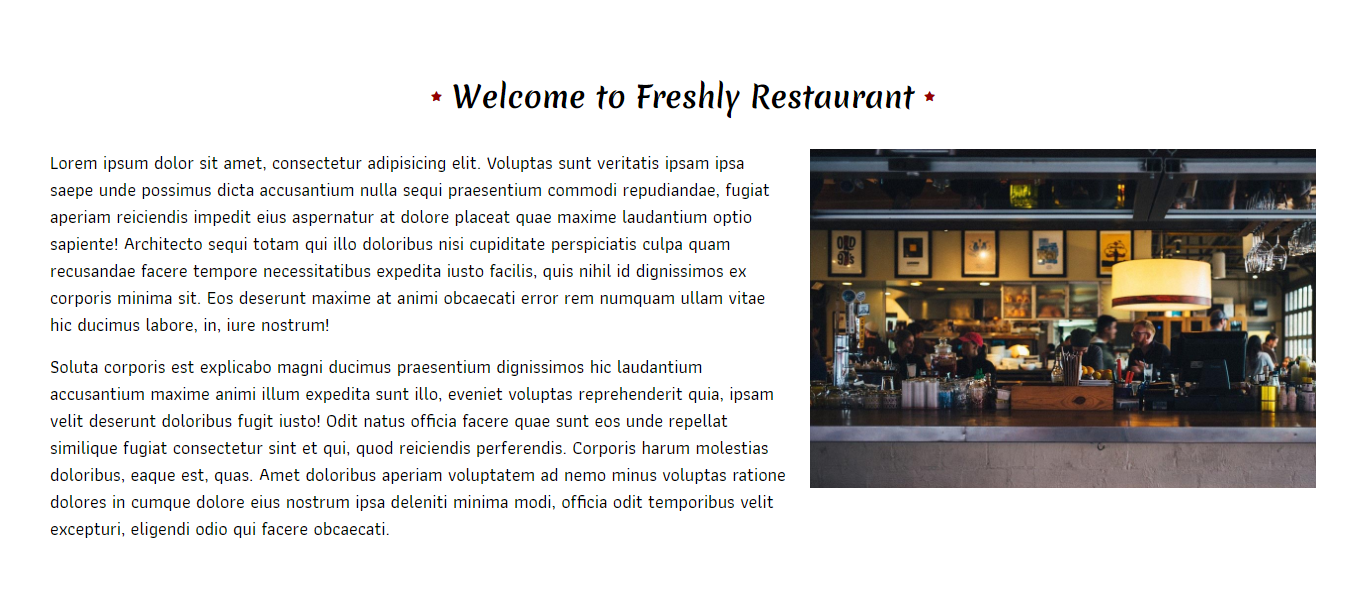 Welcome to Freshly Restaurant
Lorem ipsum dolor sit amet, consectetur adipisicing elit. Voluptas sunt veritatis ipsam ipsa
saepe unde possimus dicta accusantium nulla sequi praesentium commodi repudiandae, fugiat
aperiam reiciendis impedit eius aspernatur at dolore placeat quae maxime laudantium optio
sapiente! Architecto sequi totam qui illo doloribus nisi cupiditate perspiciatis culpa quam
recusandae facere tempore necessitatibus expedita iusto facilis, quis nihil id dignissimos ex
corporis minima sit. Eos deserunt maxime at animi obcaecati error rem numquam ullam vitae
hic ducimus labore, in, iure nostrum!
Soluta corporis est explicabo magni ducimus praesentium dignissimos hic laudantium
accusantium maxime animi illum expedita sunt illo, eveniet voluptas reprehenderit quia, ipsam
velit deserunt doloribus fugit iusto! Odit natus officia facere quae sunt eos unde repellat
similique fugiat consectetur sint et qui, quod reiciendis perferendis. Corporis harum molestias
doloribus, eaque est, quas. Amet doloribus aperiam voluptatem ad nemo minus voluptas ratione
dolores in cumque dolore eius nostrum ipsa deleniti minima modi, officia odit temporibus velit
excepturi, eligendi odio qui facere obcaecati.